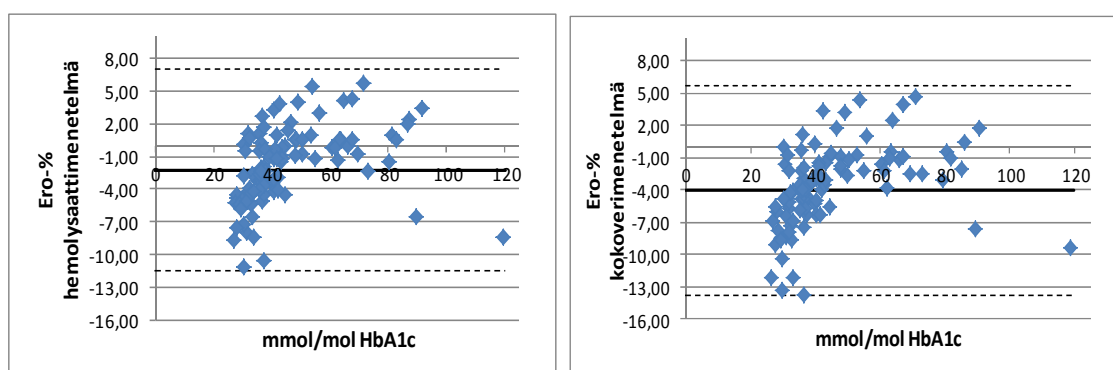 Ero-%
hemolysaattimenetelmä
8,00
5,00
2,00
-1,00
-4,00
-7,00
-10,00
-13,00
-16,00
0 20 40 60 80 100 120
mmol/mol HbA1c
Ero-%
kokoverimenetelmä
8,00
5,00
2,00
-1,00
-4,00
-7,00
-10,00
-13,00
-16,00
0 20 40 60 80 100 120
mmol/mol HbA1c